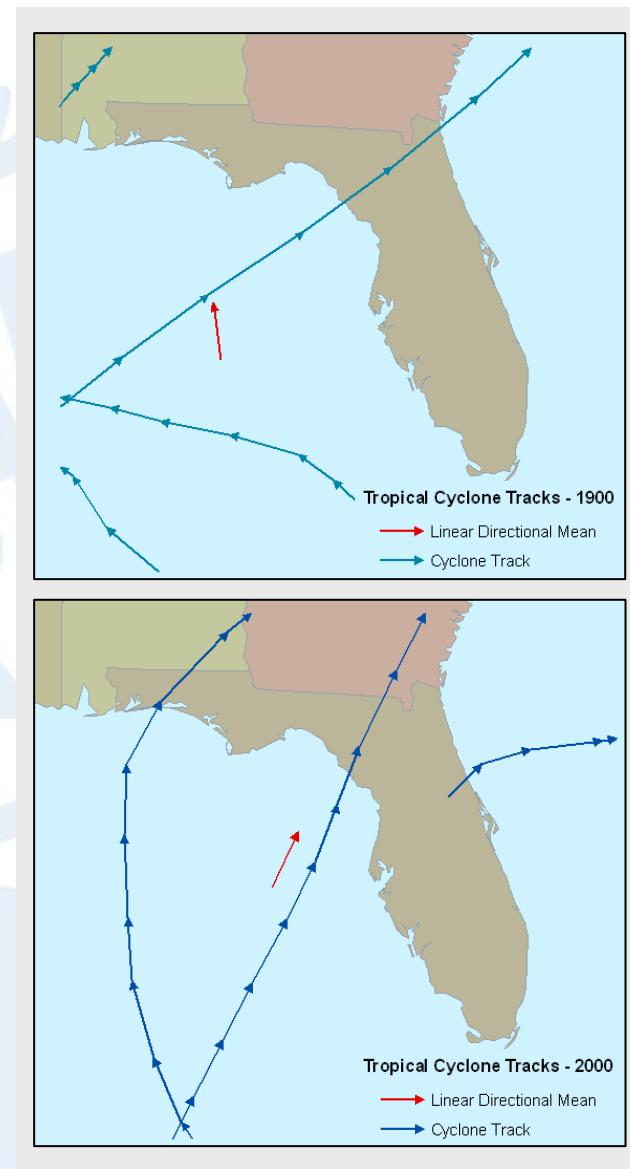 Tropical Cyclone Tracks - 1900
Linear Directional Mean
Cyclone Track
Tropical Cyclone Tracks - 2000
Linear Directional Mean
Cyclone Track